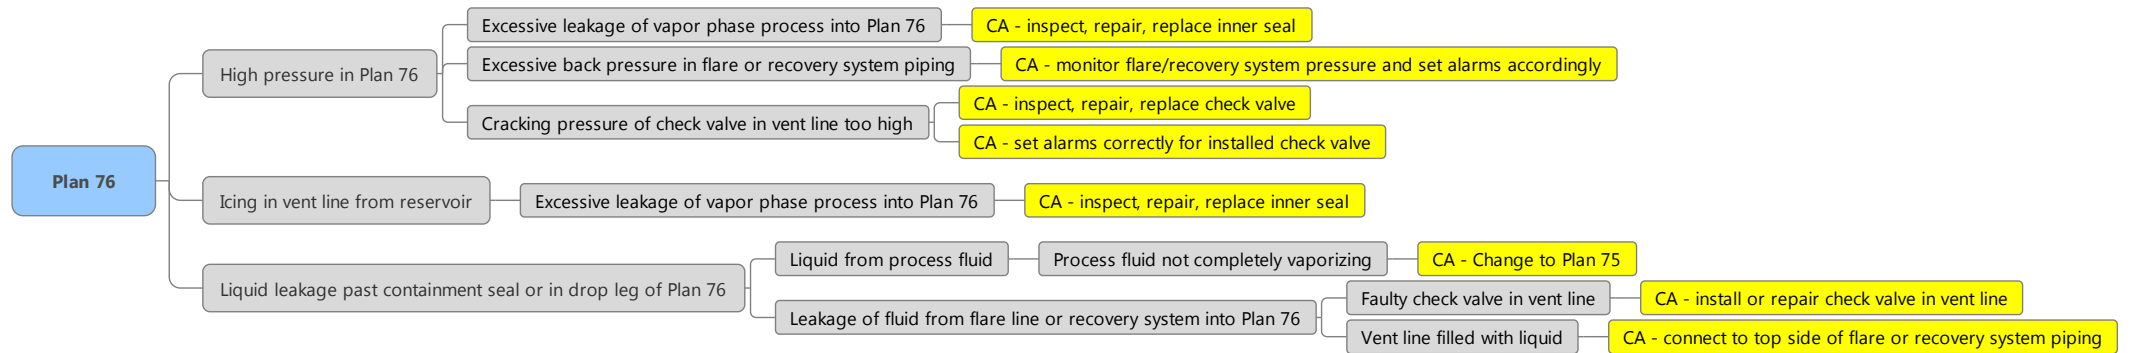 Plan 76
High pressure in Plan 76
Excessive leakage of vapor phase process into Plan 76
CA - inspect, repair, replace inner seal
Excessive back pressure in flare or recovery system piping
CA - monitor flare/recovery system pressure and set alarms accordingly
Cracking pressure of check valve in vent line too high
CA - inspect, repair, replace check valve
CA - set alarms correctly for installed check valve
Icing in vent line from reservoir
Excessive leakage of vapor phase process into Plan 76
CA - inspect, repair, replace inner seal
Liquid leakage past containment seal or in drop leg of Plan 76
Liquid from process fluid
Process fluid not completely vaporizing
CA - Change to Plan 75
Leakage of fluid from flare line or recovery system into Plan 76
Faulty check valve in vent line
CA - install or repair check valve in vent line
Vent line filled with liquid
CA - connect to top side of flare or recovery system piping